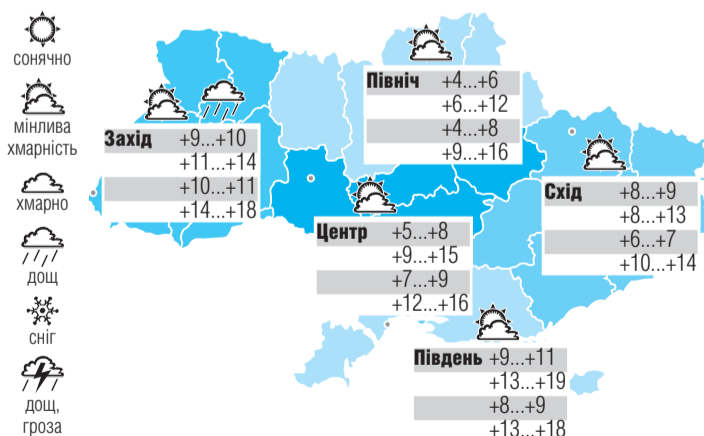 сонячно
мінлива
хмарність
хмарно
дощ
сніг
дощ,
гроза
Північ +4...+6
+6...+12
+4...+8
+9...+16
Захід +9...+10
+11...+14
+10...+11
+14...+18
Схід +8...+9
+8...+13
+6...+7
+10...+14
Центр +5...+8
+9...+15
+7...+9
+12...+16
Південь +9...+11
+13...+19
+8...+9
+13...+18